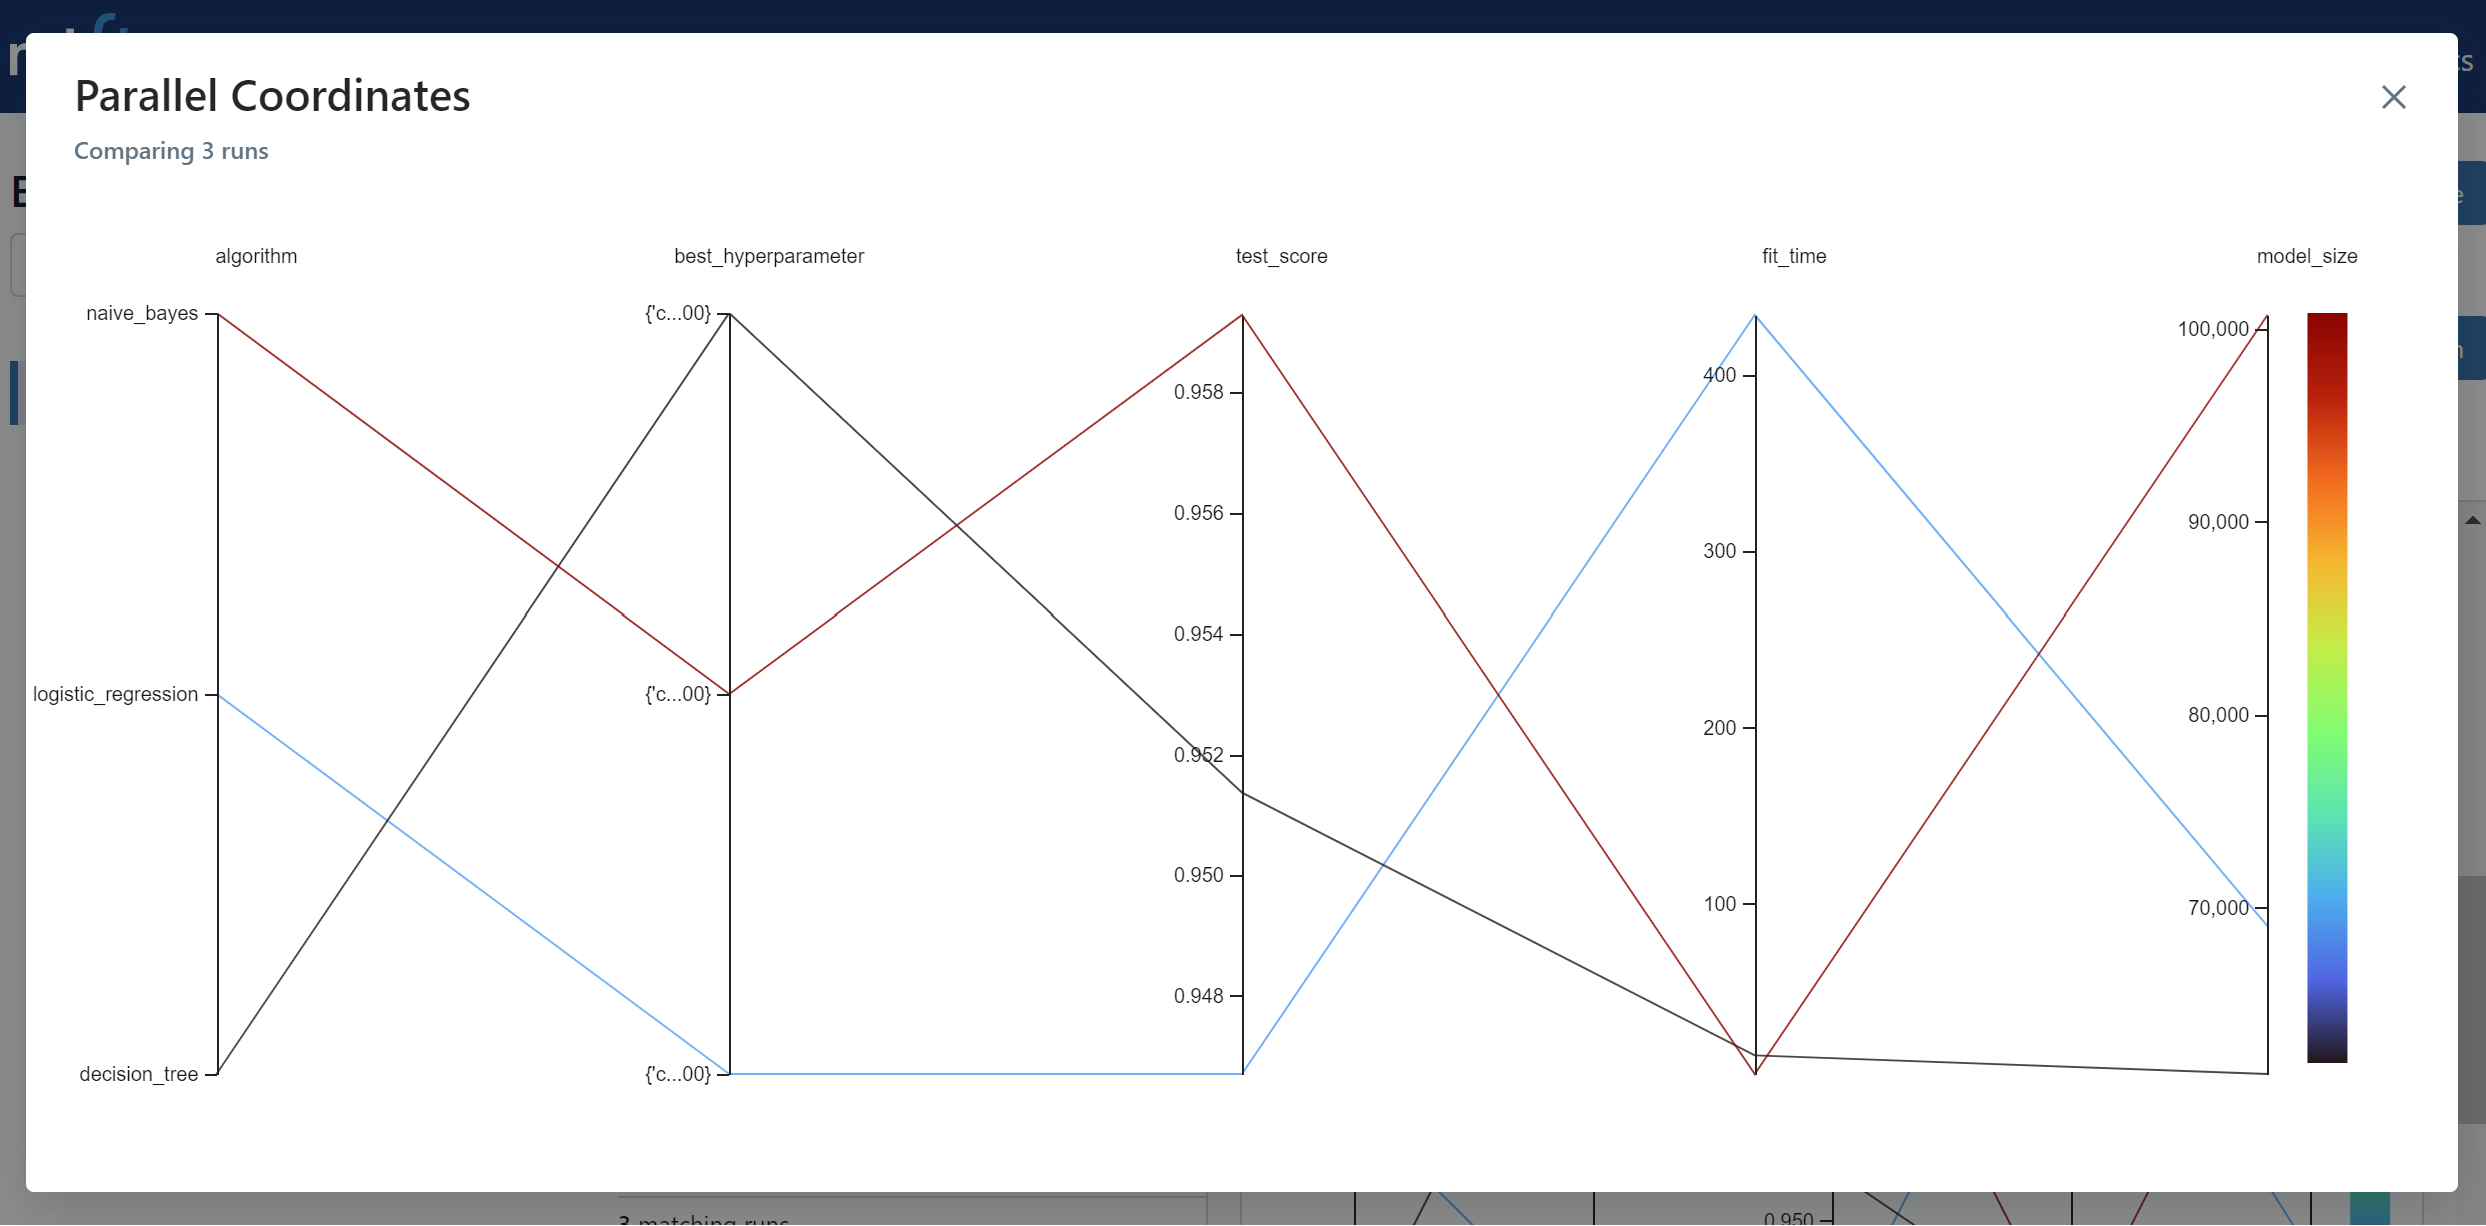 Parallel Coordinates
Comparing 3 runs
algorithm
best_hyperparameter
test_score
fit_time
model_size
naive_bayes
logistic_regression
decision_tree
{'c...00}
{'c...00}
{'c...00}
0.958
0.956
0.954
0.952
0.950
0.948
400
300
200
100
100,000
90,000
80,000
70,000
3 matching runs
0.950